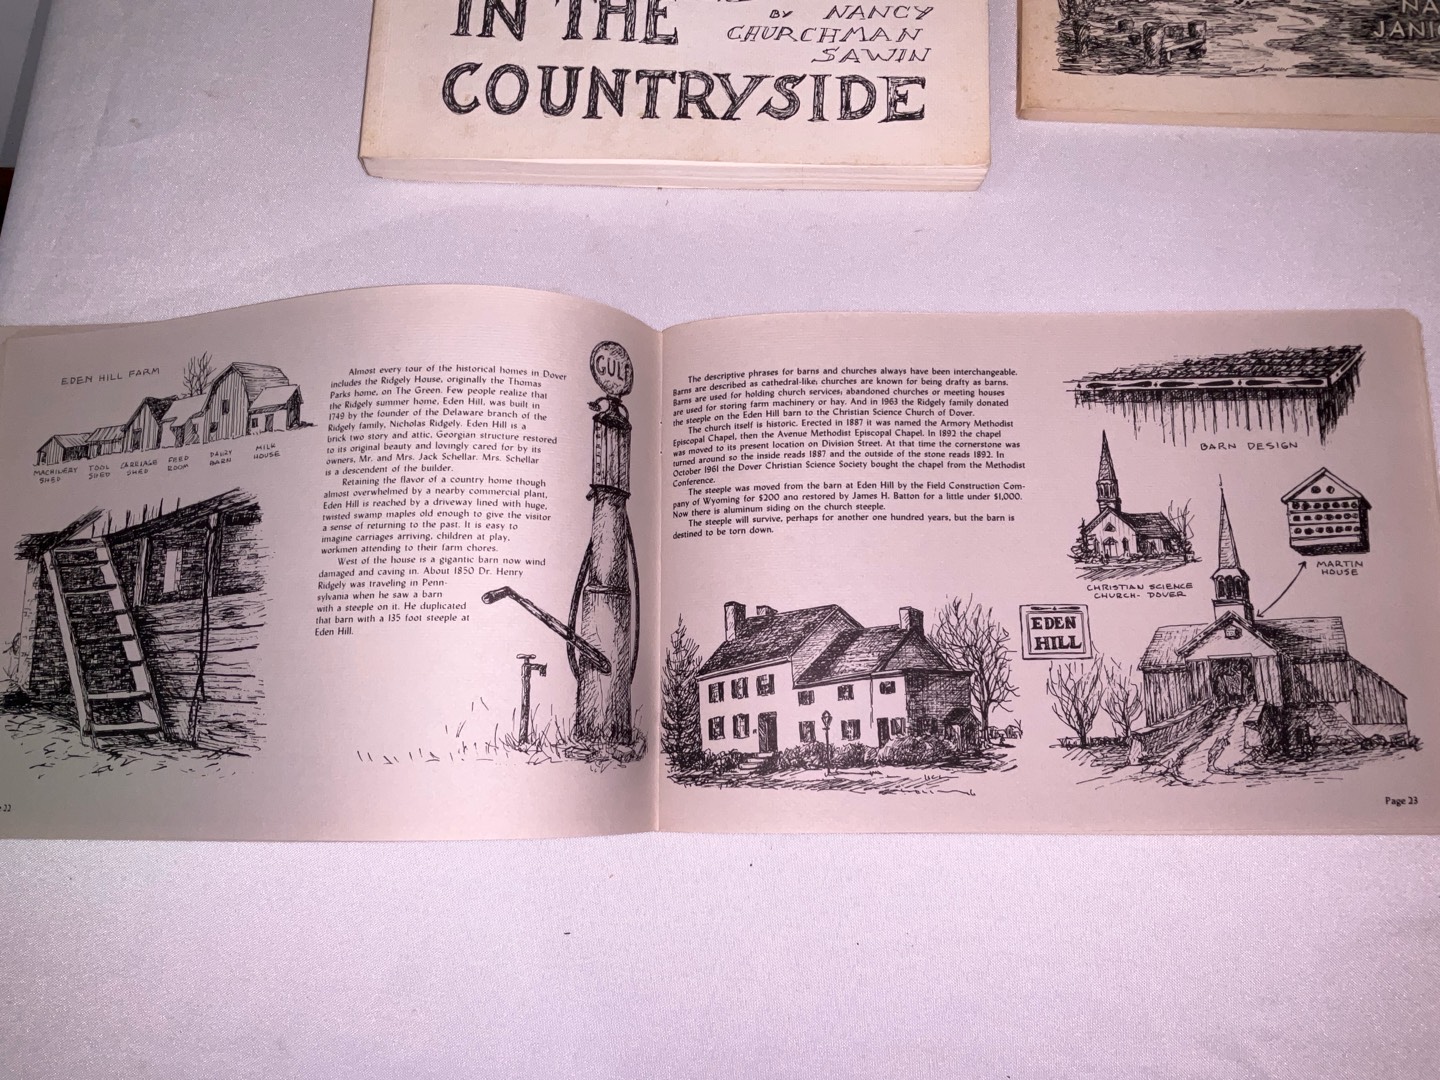 IN THE
BY NANCY
CHURCHMAN
SAWIN
COUNTRYSIDE
EDEN HILL FARM
MACHINERY SHED
TOOL SHED
CARRIAGE SHED
FEED ROOM
DAIRY BARN
MILK HOUSE
Almost every tour of the historical homes in Dover
includes the Ridgely House, originally the Thomas
Parks home, on The Green. Few people realize that
the Ridgely summer home, Eden Hill, was built in
1749 by the founder of the Delaware branch of the
Ridgely family, Nicholas Ridgely. Eden Hill is a
brick two story and attic, Georgian structure restored
to its original beauty and lovingly cared for by its
owners, Mr. and Mrs. Jack Schellar. Mrs. Schellar
is a descendent of the builder.
Retaining the flavor of a country home though
almost overwhelmed by a nearby commercial plant,
Eden Hill is reached by a driveway lined with huge,
twisted swamp maples old enough to give the visitor
a sense of returning to the past. It is easy to
imagine carriages arriving, children at play,
workmen attending to their farm chores.
West of the house is a gigantic barn now wind
damaged and caving in. About 1850 Dr. Henry
Ridgely was traveling in Penn-
sylvania when he saw a barn
with a steeple on it. He duplicated
that barn with a 135 foot steeple at
Eden Hill.
GULF
22
The descriptive phrases for barns and churches always have been interchangeable.
Barns are described as cathedral-like, churches are known for being drafty as barns.
Barns are used for holding church services; abandoned churches or meeting houses
are used for storing farm machinery or hay. And in 1963 the Ridgely family donated
the steeple on the Eden Hill barn to the Christian Science Church of Dover.
The church itself is historic. Erected in 1887 it was named the Armory Methodist
Episcopal Chapel, then the Avenue Methodist Episcopal Chapel. In 1892 the chapel
was moved to its present location on Division Street. At that time the cornerstone was
turned around so the inside reads 1887 and the outside of the stone reads 1892. In
October 1961 the Dover Christian Science Society bought the chapel from the Methodist
Conference.
The steeple was moved from the barn at Eden Hill by the Field Construction Com-
pany of Wyoming for $200 and restored by James H. Batton for a little under $1,000.
Now there is aluminum siding on the church steeple.
The steeple will survive, perhaps for another one hundred years, but the barn is
destined to be torn down.
BARN DESIGN
CHRISTIAN SCIENCE
CHURCH - DOVER
MARTIN
HOUSE
EDEN
HILL
Page 23